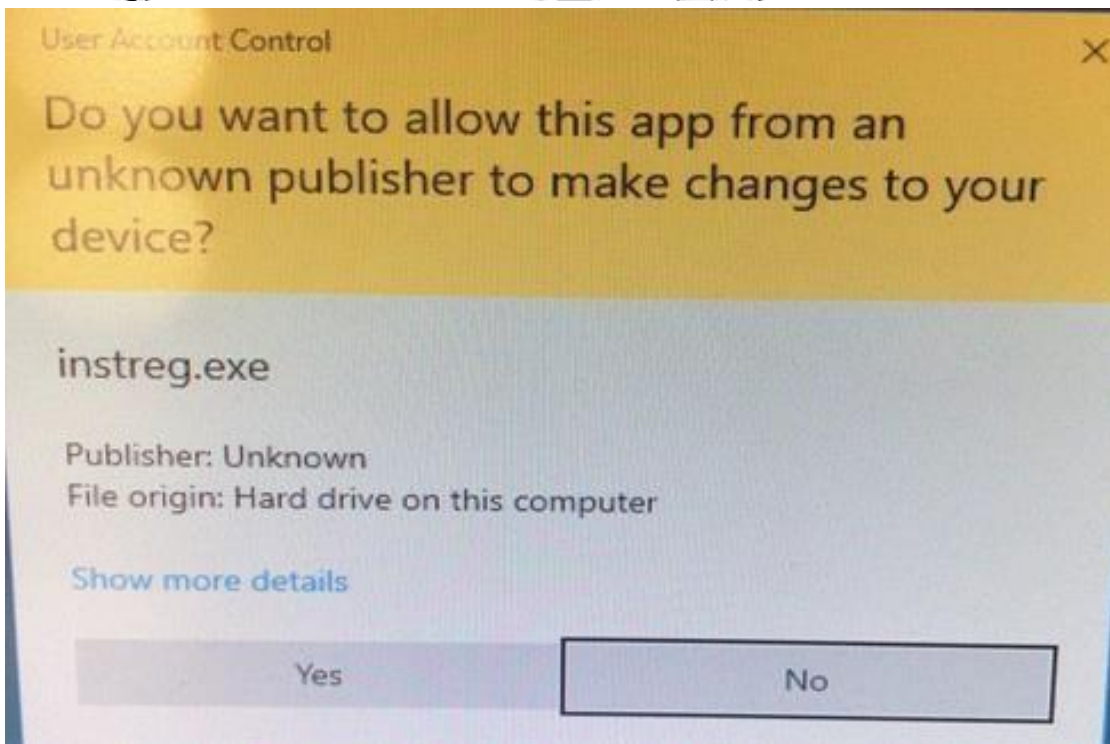 User Account Control
Do you want to allow this app from an
unknown publisher to make changes to your
device?
instreg.exe
Publisher: Unknown
File origin: Hard drive on this computer
Show more details
Yes
No